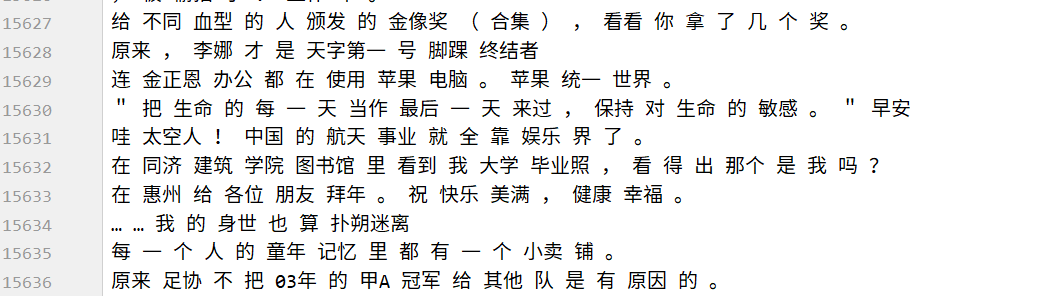 15627 给 不同 血型 的 人 颁发 的 金像奖 （ 合集 ） ， 看看 你 拿 了 几 个 奖 。
15628 原来 ， 李娜 才 是 天字第一 号 脚踝 终结者
15629 连 金正恩 办公 都 在 使用 苹果 电脑 。 苹果 统一 世界 。
15630 " 把 生命 的 每 一 天 当作 最后 一 天 来过 ， 保持 对 生命 的 敏感 。 " 早安
15631 哇 太空人 ！ 中国 的 航天 事业 就 全 靠 娱乐 界 了 。
15632 在 同济 建筑 学院 图书馆 里 看到 我 大学 毕业照 ， 看 得 出 那个 是 我 吗 ？
15633 在 惠州 给 各位 朋友 拜年 。 祝 快乐 美满 ， 健康 幸福 。
15634 … … 我 的 身世 也 算 扑朔迷离
15635 每 一 个 人 的 童年 记忆 里 都 有 一 个 小卖 铺 。
15636 原来 足协 不 把 03年 的 甲A 冠军 给 其他 队 是 有 原因 的 。